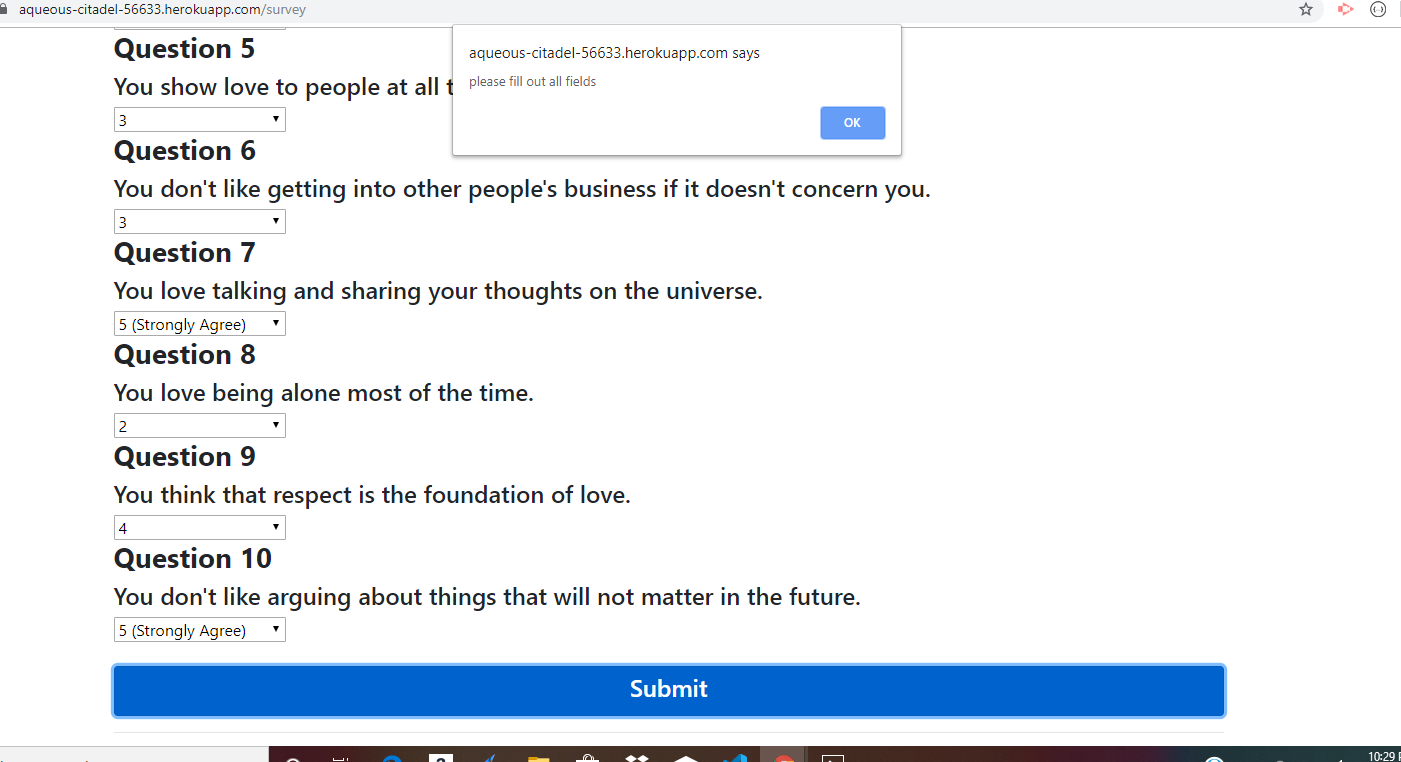 aqueous-citadel-56633.herokuapp.com/survey
aqueous-citadel-56633.herokuapp.com says
please fill out all fields
OK
Question 5
You show love to people at all
3
Question 6
You don't like getting into other people's business if it doesn't concern you.
3
Question 7
You love talking and sharing your thoughts on the universe.
5 (Strongly Agree)
Question 8
You love being alone most of the time.
2
Question 9
You think that respect is the foundation of love.
4
Question 10
You don't like arguing about things that will not matter in the future.
5 (Strongly Agree)
Submit
10:29